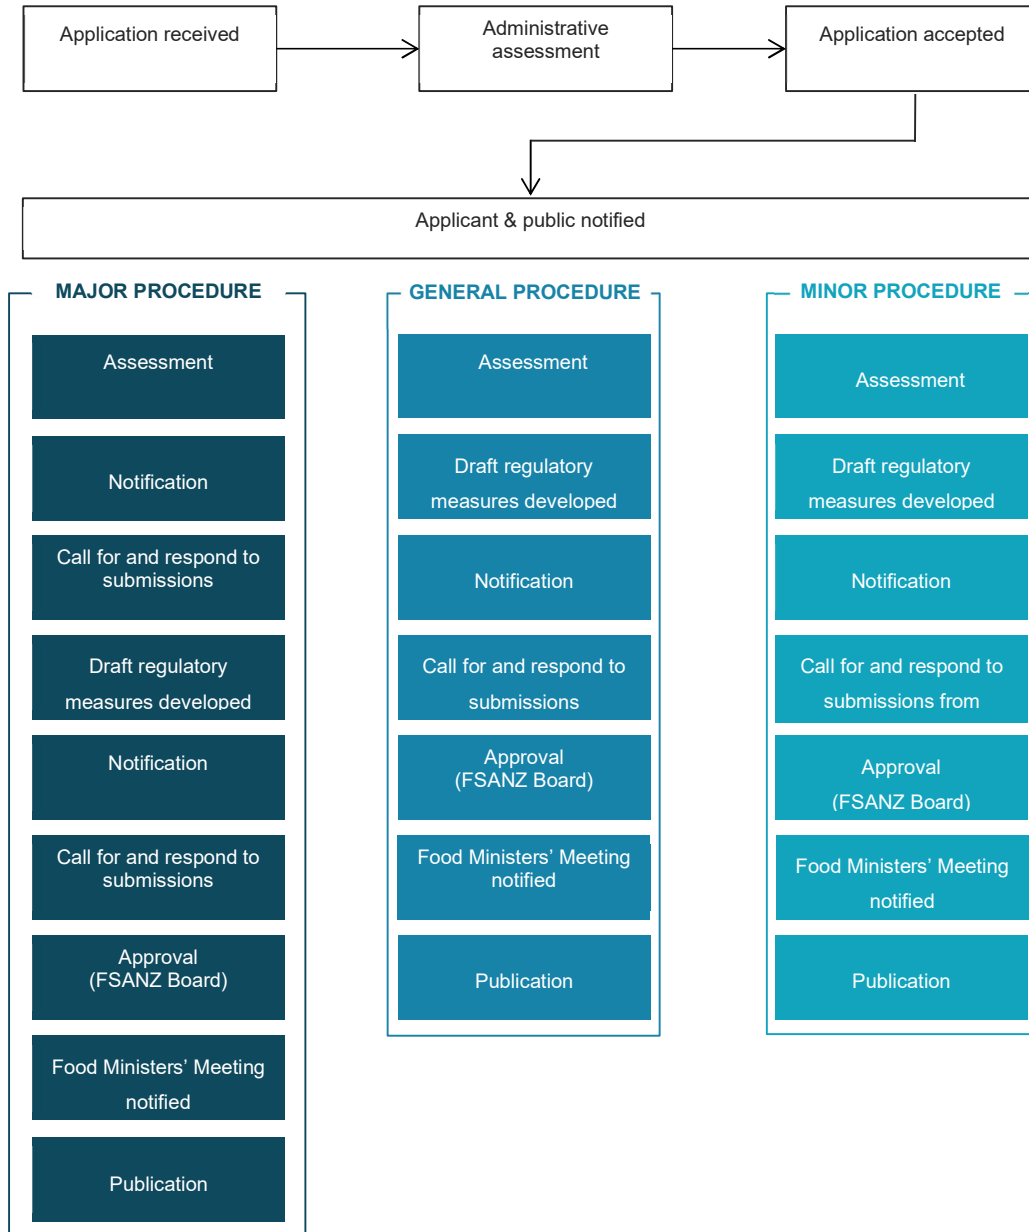 Application received
Administrative
assessment
Application accepted
Applicant & public notified
MAJOR PROCEDURE
Assessment
Notification
Call for and respond to
submissions
Draft regulatory
measures developed
Notification
Call for and respond to
submissions
Approval
(FSANZ Board)
Food Ministers’ Meeting
notified
Publication
GENERAL PROCEDURE
Assessment
Draft regulatory
measures developed
Notification
Call for and respond to
submissions
Approval
(FSANZ Board)
Food Ministers’ Meeting
notified
Publication
MINOR PROCEDURE
Assessment
Draft regulatory
measures developed
Notification
Call for and respond to
submissions from
Approval
(FSANZ Board)
Food Ministers’ Meeting
notified
Publication